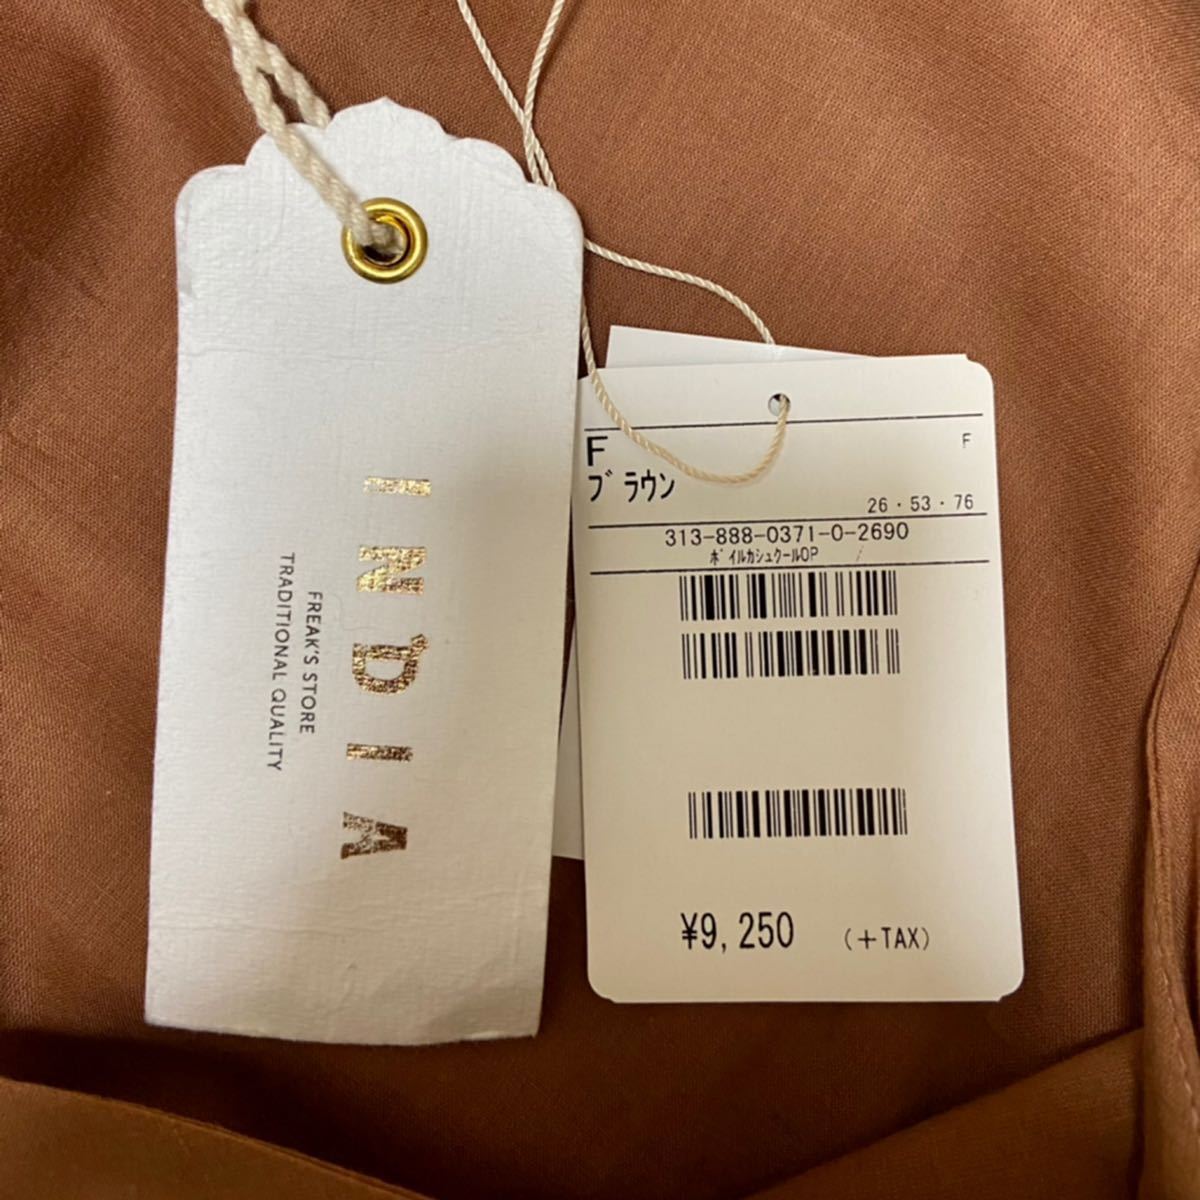 INDIA
FREAK'S STORE
TRADITIONAL QUALITY
F F
ブラウン
26・53・76
313-888-0371-0-2690
ボイルカシュクールOP
¥9,250 (+TAX)